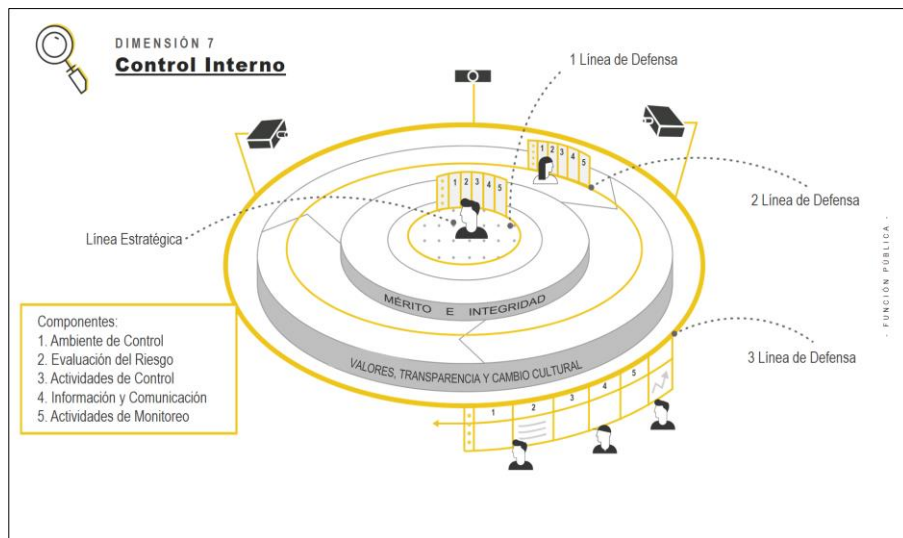 DIMENSIÓN 7
Control Interno
1 Línea de Defensa
1 2 3 4 5
1 2 3 4 5
2 Línea de Defensa
Línea Estratégica
- FUNCIÓN PÚBLICA -
MÉRITO E INTEGRIDAD
VALORES, TRANSPARENCIA Y CAMBIO CULTURAL
3 Línea de Defensa
Componentes:
1. Ambiente de Control
2. Evaluación del Riesgo
3. Actividades de Control
4. Información y Comunicación
5. Actividades de Monitoreo
1 2 3 4 5